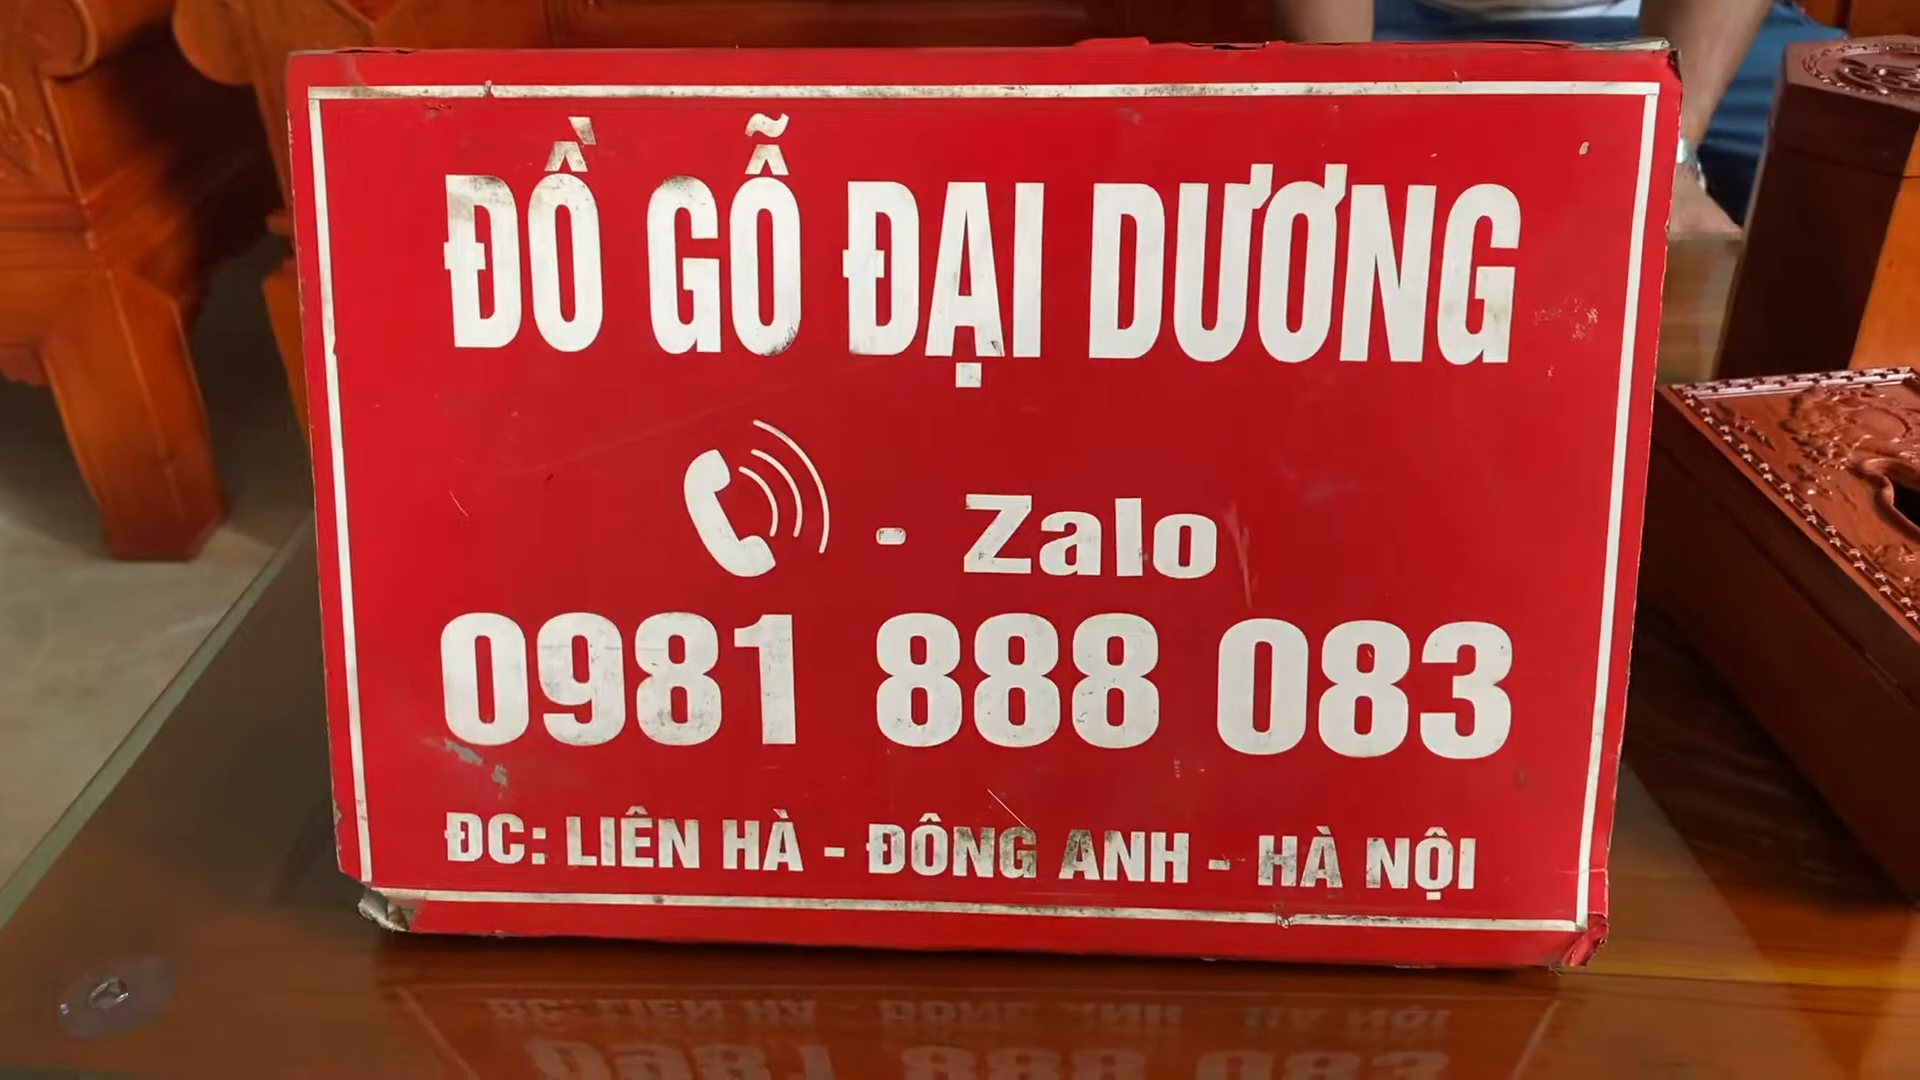 ĐỒ GỖ ĐẠI DƯƠNG
- Zalo
0981 888 083
ĐC: LIÊN HÀ - ĐÔNG ANH - HÀ NỘI